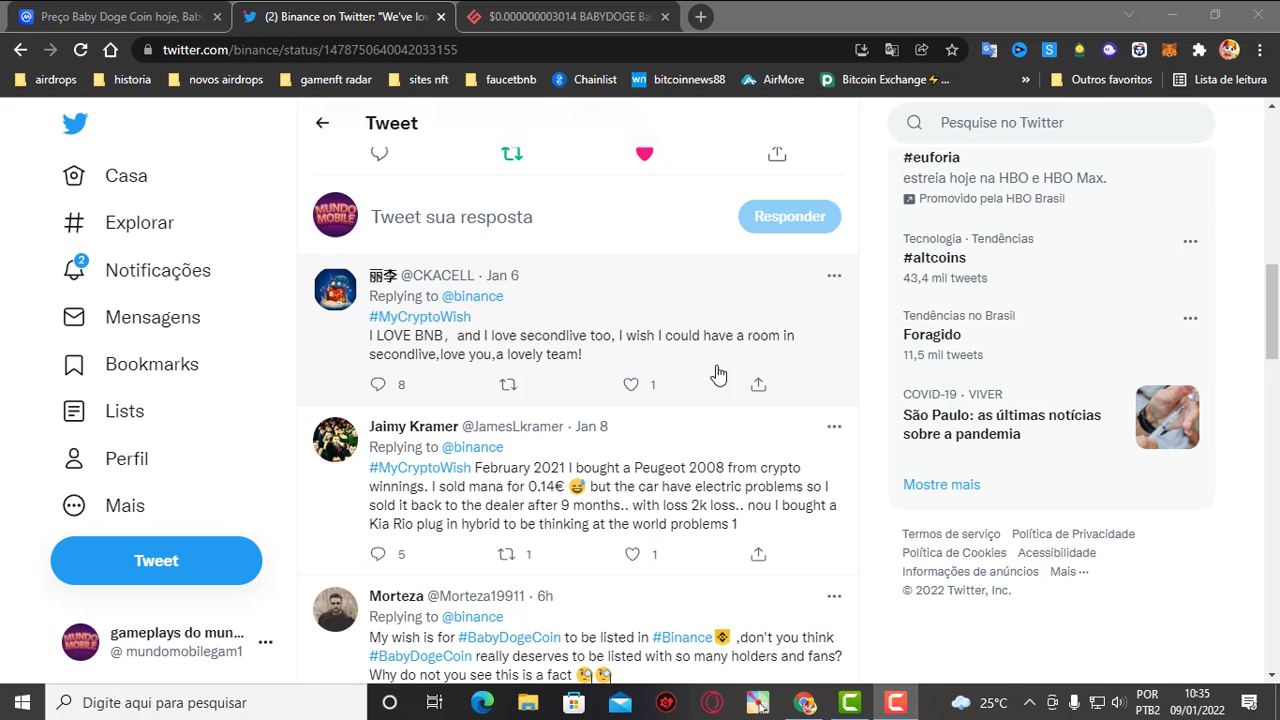 Preço Baby Doge Coin hoje, Baby
(2) Binance on Twitter: "We've lov
$0.000000003014 BABYDOGE Bal
twitter.com/binance/status/1478750640042033155
airdrops
historia
novos airdrops
gamenft radar
sites nft
faucetbnb
Chainlist
wn bitcoinnews88
AirMore
Bitcoin Exchange⚡...
»
Outros favoritos
Lista de leitura
Casa
Explorar
2
Notificações
Mensagens
Bookmarks
Lists
Perfil
Mais
Tweet
MUNDO MOBILE
gameplays do mun...
@ mundomobilegam1
Tweet
MUNDO MOBILE
Tweet sua resposta
Responder
丽李 @CKACELL · Jan 6
Replying to @binance
#MyCryptoWish
I LOVE BNB，and I love secondlive too, I wish I could have a room in
secondlive,love you,a lovely team!
8 1
Jaimy Kramer @JamesLkramer · Jan 8
Replying to @binance
#MyCryptoWish February 2021 I bought a Peugeot 2008 from crypto
winnings. I sold mana for 0.14€ 😅 but the car have electric problems so I
sold it back to the dealer after 9 months.. with loss 2k loss.. nou I bought a
Kia Rio plug in hybrid to be thinking at the world problems 1
5 1 1
Morteza @Morteza19911 · 6h
Replying to @binance
My wish is for #BabyDogeCoin to be listed in #Binance ,don't you think
#BabyDogeCoin really deserves to be listed with so many holders and fans?
Why do not you see this is a fact 🧐🧐
Pesquise no Twitter
#euforia
estreia hoje na HBO e HBO Max.
Promovido pela HBO Brasil
Tecnologia · Tendências
#altcoins
43,4 mil tweets
Tendências no Brasil
Foragido
11,5 mil tweets
COVID-19 · VIVER
São Paulo: as últimas notícias
sobre a pandemia
Mostre mais
Termos de serviço Política de Privacidade
Política de Cookies Acessibilidade
Informações de anúncios Mais ···
© 2022 Twitter, Inc.
Digite aqui para pesquisar
25°C
POR
PTB2
10:35
09/01/2022